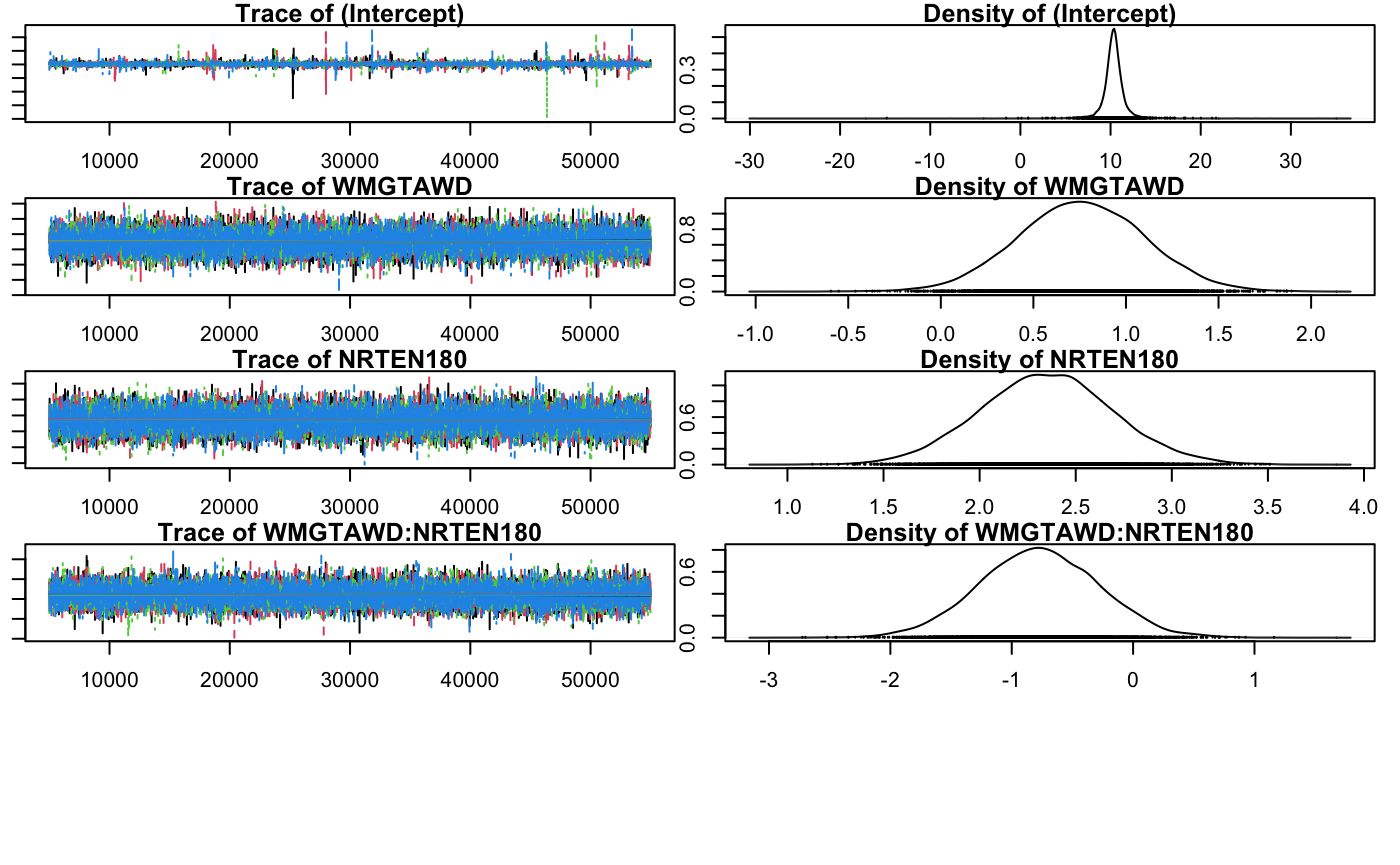 Trace of (Intercept) Density of (Intercept)
0.0 0.3
10000 20000 30000 40000 50000 -30 -20 -10 0 10 20 30
Trace of WMGTAWD Density of WMGTAWD
0.0 0.8
10000 20000 30000 40000 50000 -1.0 -0.5 0.0 0.5 1.0 1.5 2.0
Trace of NRTEN180 Density of NRTEN180
0.0 0.6
10000 20000 30000 40000 50000 1.0 1.5 2.0 2.5 3.0 3.5 4.0
Trace of WMGTAWD:NRTEN180 Density of WMGTAWD:NRTEN180
0.0 0.6
10000 20000 30000 40000 50000 -3 -2 -1 0 1